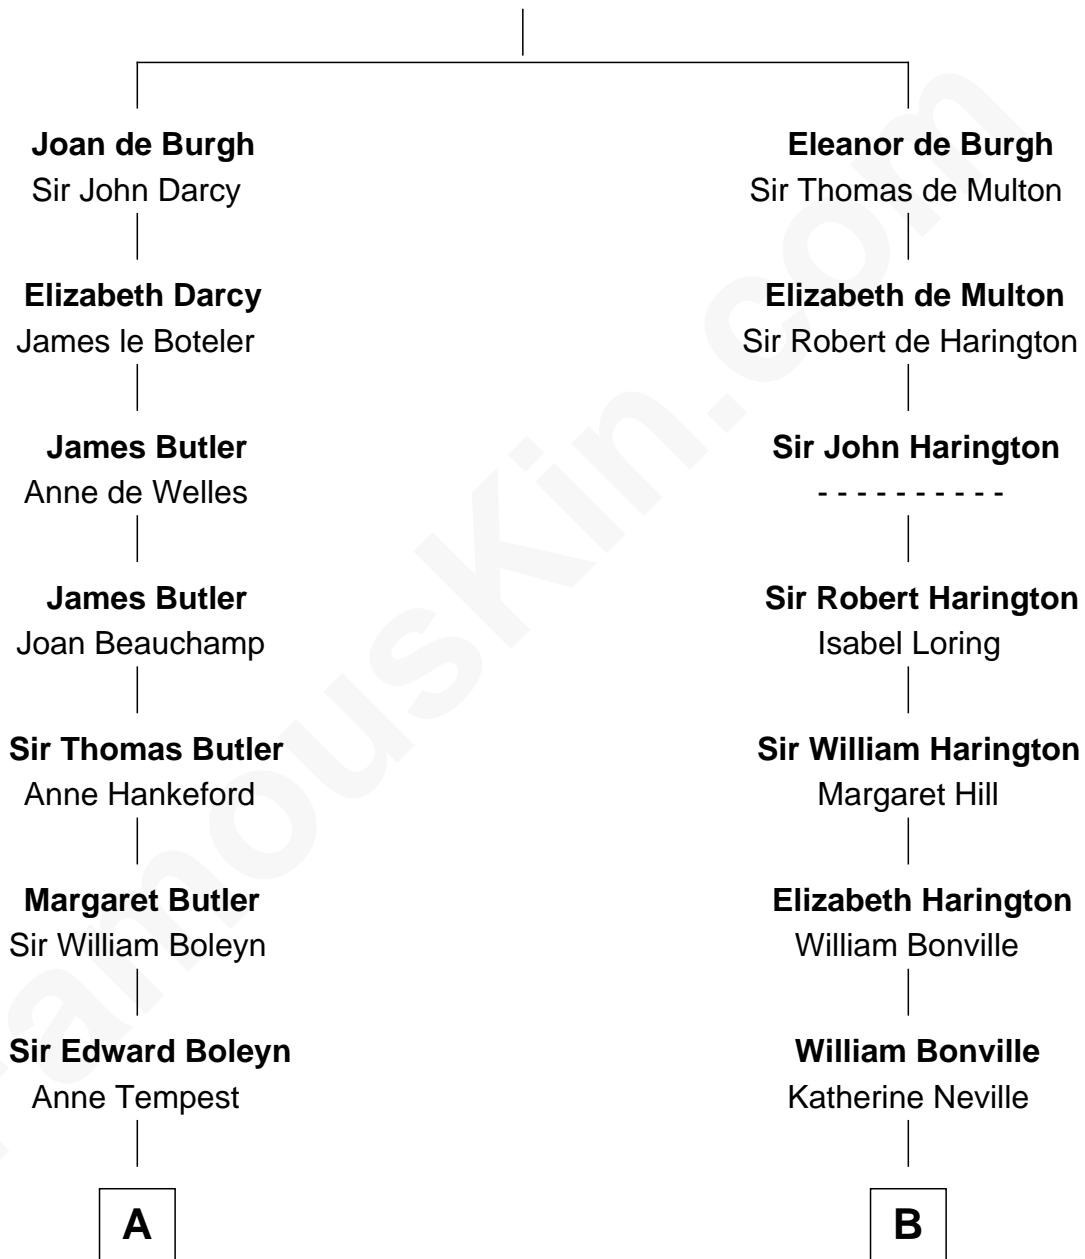 Joan de Burgh
Sir John Darcy
Elizabeth Darcy
James le Boteler
James Butler
Anne de Welles
James Butler
Joan Beauchamp
Sir Thomas Butler
Anne Hankeford
Margaret Butler
Sir William Boleyn
Sir Edward Boleyn
Anne Tempest
A
Eleanor de Burgh
Sir Thomas de Multon
Elizabeth de Multon
Sir Robert de Harington
Sir John Harington
- - - - - - - - - -
Sir Robert Harington
Isabel Loring
Sir William Harington
Margaret Hill
Elizabeth Harington
William Bonville
William Bonville
Katherine Neville
B
FamousKin.com